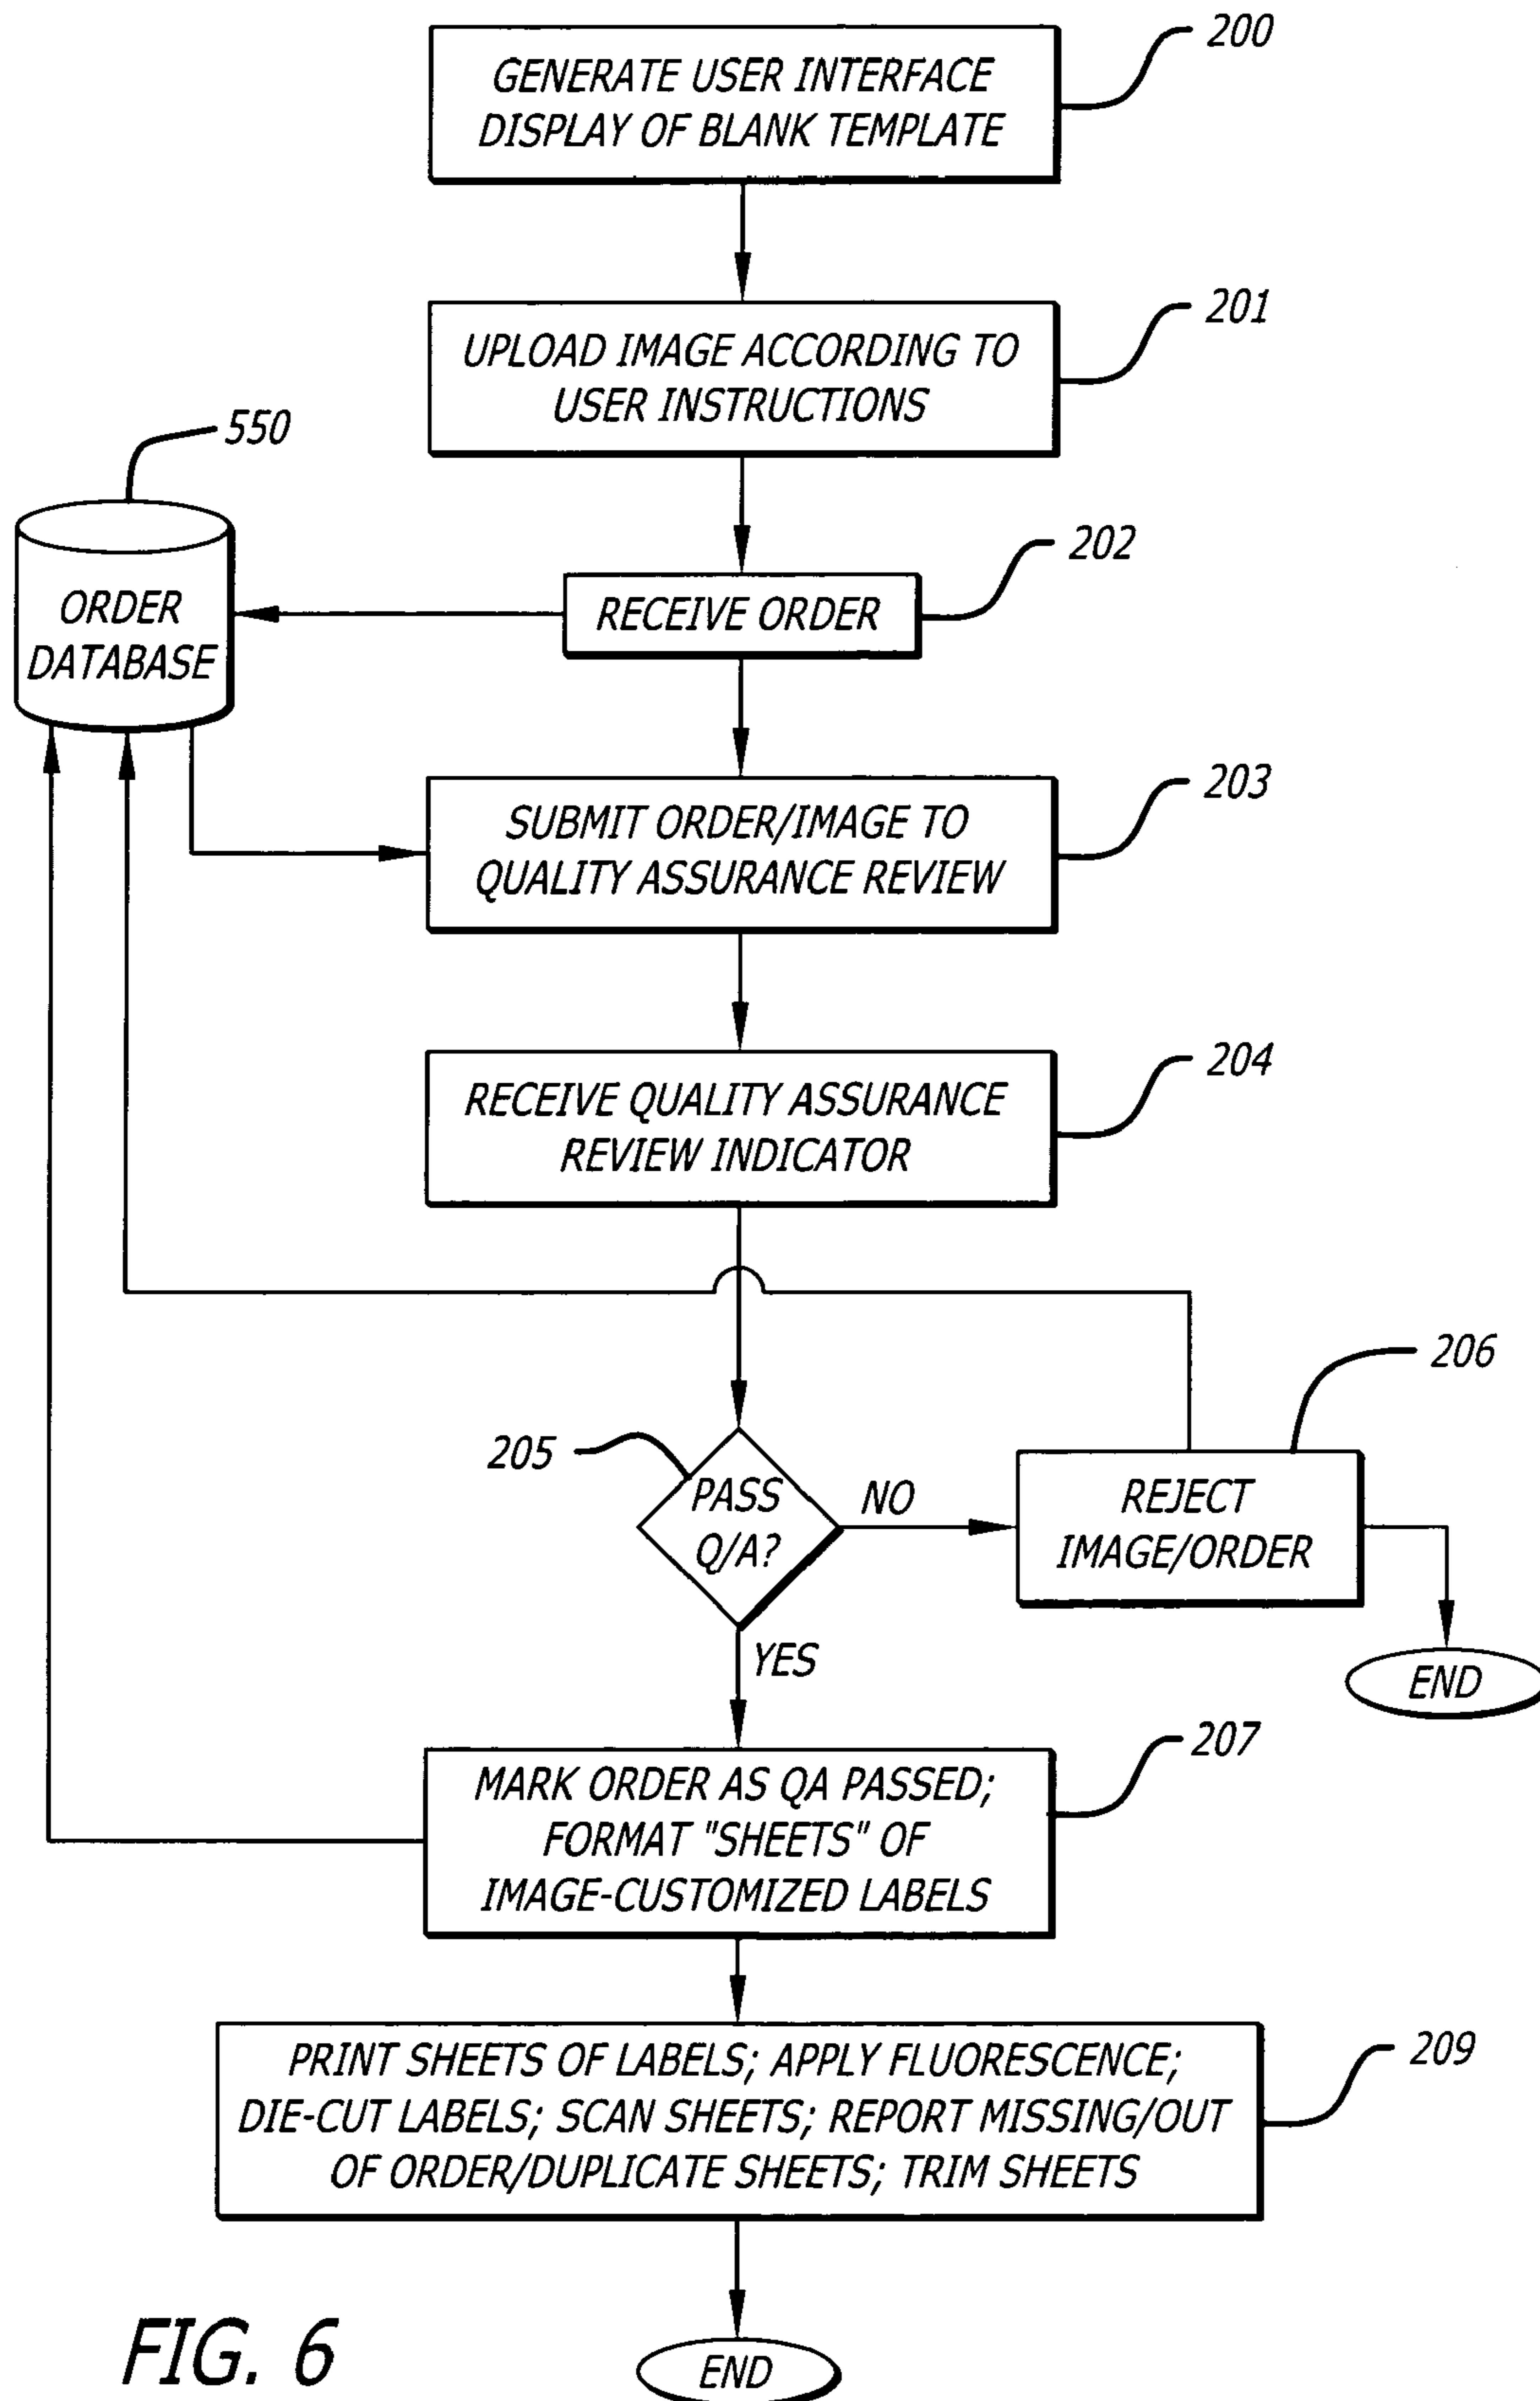 200
GENERATE USER INTERFACE
DISPLAY OF BLANK TEMPLATE
201
UPLOAD IMAGE ACCORDING TO
USER INSTRUCTIONS
550
202
ORDER
DATABASE
RECEIVE ORDER
203
SUBMIT ORDER/IMAGE TO
QUALITY ASSURANCE REVIEW
204
RECEIVE QUALITY ASSURANCE
REVIEW INDICATOR
206
205
PASS
Q/A?
NO
REJECT
IMAGE/ORDER
YES
END
207
MARK ORDER AS QA PASSED;
FORMAT "SHEETS" OF
IMAGE-CUSTOMIZED LABELS
209
PRINT SHEETS OF LABELS; APPLY FLUORESCENCE;
DIE-CUT LABELS; SCAN SHEETS; REPORT MISSING/OUT
OF ORDER/DUPLICATE SHEETS; TRIM SHEETS
FIG. 6
END